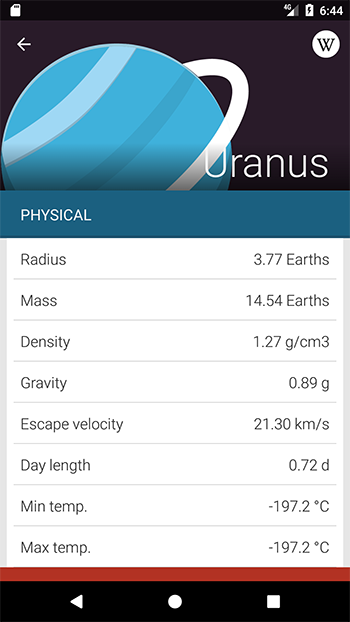 4G 6:44
W
Uranus
PHYSICAL
Radius 3.77 Earths
Mass 14.54 Earths
Density 1.27 g/cm3
Gravity 0.89 g
Escape velocity 21.30 km/s
Day length 0.72 d
Min temp. -197.2 °C
Max temp. -197.2 °C